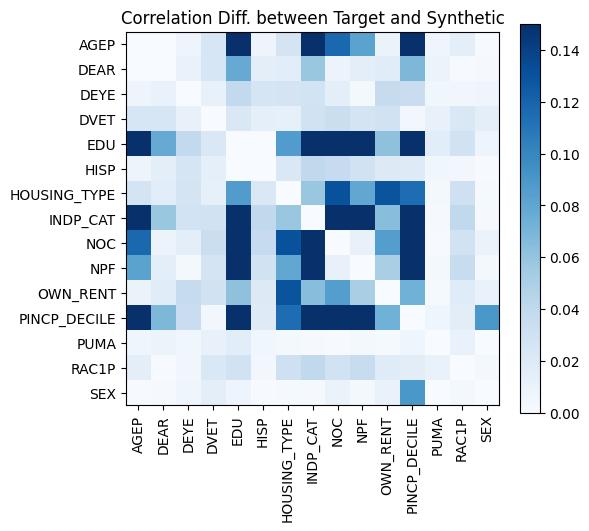 Correlation Diff. between Target and Synthetic
AGEP
DEAR
DEYE
DVET
EDU
HISP
HOUSING_TYPE
INDP_CAT
NOC
NPF
OWN_RENT
PINCP_DECILE
PUMA
RAC1P
SEX
AGEP
DEAR
DEYE
DVET
EDU
HISP
HOUSING_TYPE
INDP_CAT
NOC
NPF
OWN_RENT
PINCP_DECILE
PUMA
RAC1P
SEX
0.14
0.12
0.10
0.08
0.06
0.04
0.02
0.00